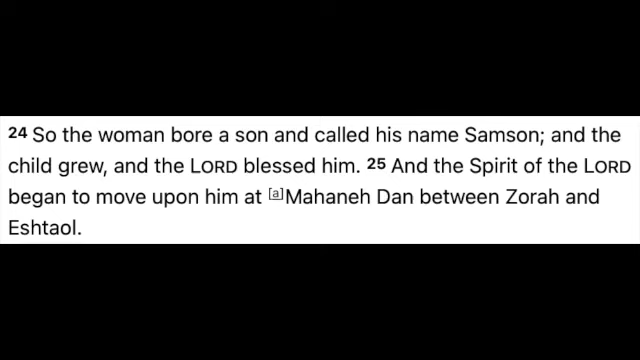 24 So the woman bore a son and called his name Samson; and the
child grew, and the LORD blessed him. 25 And the Spirit of the LORD
began to move upon him at [a]Mahaneh Dan between Zorah and
Eshtaol.